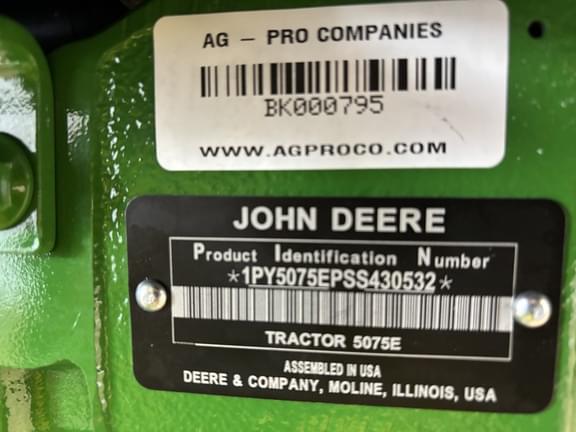 AG - PRO COMPANIES
BK000795
WWW.AGPROCO.COM
JOHN DEERE
Product Identification Number
*1PY5075EPSS430532*
TRACTOR 5075E
ASSEMBLED IN USA
DEERE & COMPANY, MOLINE, ILLINOIS, USA